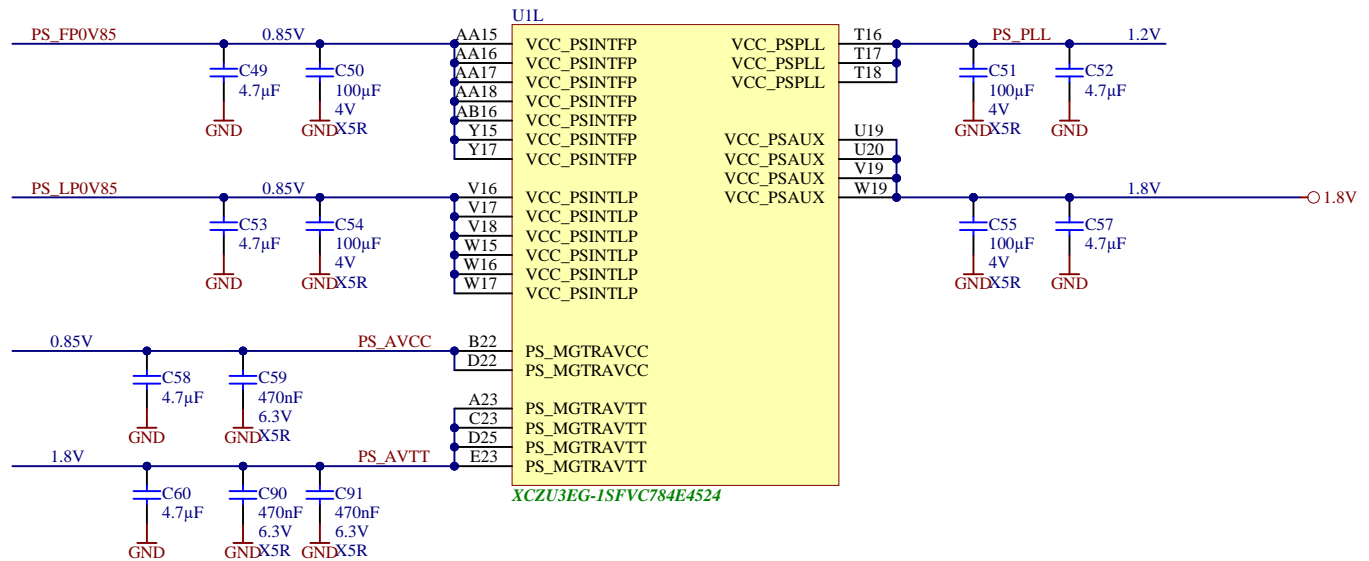 U1L
PS_FP0V85 0.85V AA15 VCC_PSINTFP VCC_PSPLL T16 PS_PLL 1.2V
AA16 VCC_PSINTFP VCC_PSPLL T17
AA17 VCC_PSINTFP VCC_PSPLL T18
AA18 VCC_PSINTFP
AB16 VCC_PSINTFP
Y15 VCC_PSINTFP VCC_PSAUX U19
Y17 VCC_PSINTFP VCC_PSAUX U20
VCC_PSAUX V19
C49 C50 C51 C52
4.7µF 100µF 100µF 4.7µF
4V 4V
GND GND X5R GND X5R GND
PS_LP0V85 0.85V V16 VCC_PSINTLP VCC_PSAUX W19 1.8V 1.8V
V17 VCC_PSINTLP
V18 VCC_PSINTLP
W15 VCC_PSINTLP
W16 VCC_PSINTLP
W17 VCC_PSINTLP
C53 C54 C55 C57
4.7µF 100µF 100µF 4.7µF
4V 4V
GND GND X5R GND X5R GND
0.85V PS_AVCC B22 PS_MGTRAVCC
D22 PS_MGTRAVCC
C58 C59
4.7µF 470nF
6.3V
GND GND X5R
A23 PS_MGTRAVTT
C23 PS_MGTRAVTT
D25 PS_MGTRAVTT
1.8V PS_AVTT E23 PS_MGTRAVTT
C60 C90 C91
4.7µF 470nF 470nF
6.3V 6.3V
GND GND X5R GND X5R
XCZU3EG-1SFVC784E4524